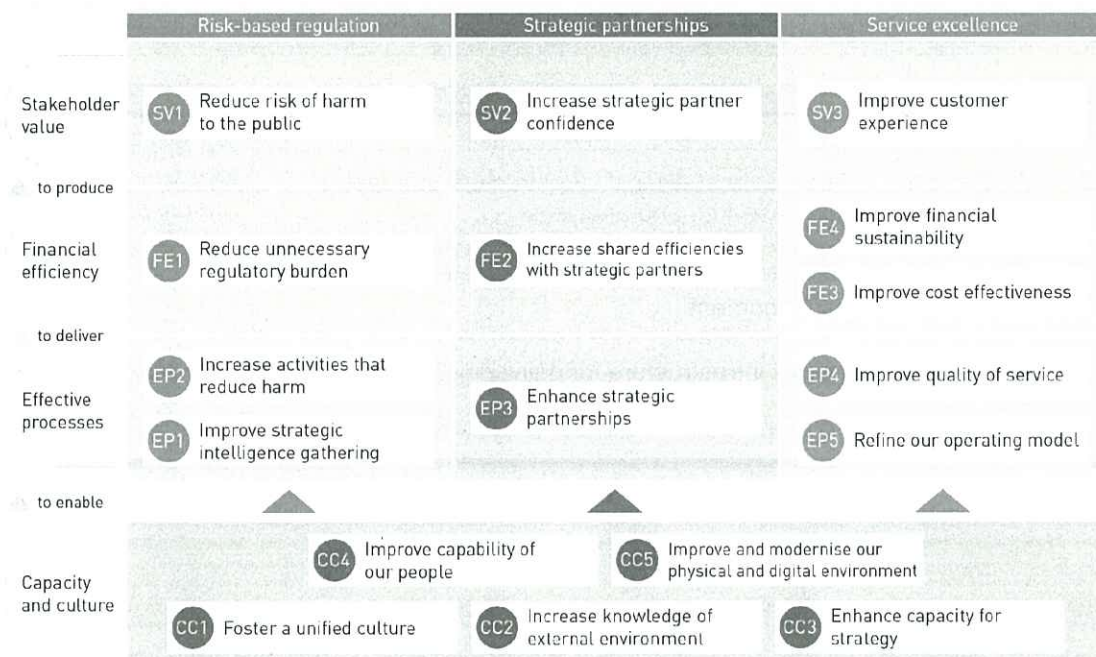 Risk-based regulation
Strategic partnerships
Service excellence
Stakeholder
value
SV1
Reduce risk of harm
to the public
SV2
Increase strategic partner
confidence
SV3
Improve customer
experience
to produce
Financial
efficiency
FE1
Reduce unnecessary
regulatory burden
FE2
Increase shared efficiencies
with strategic partners
FE4
Improve financial
sustainability
FE3
Improve cost effectiveness
to deliver
Effective
processes
EP2
Increase activities that
reduce harm
EP1
Improve strategic
intelligence gathering
EP3
Enhance strategic
partnerships
EP4
Improve quality of service
EP5
Refine our operating model
to enable
Capacity
and culture
CC4
Improve capability of
our people
CC5
Improve and modernise our
physical and digital environment
CC1
Foster a unified culture
CC2
Increase knowledge of
external environment
CC3
Enhance capacity for
strategy